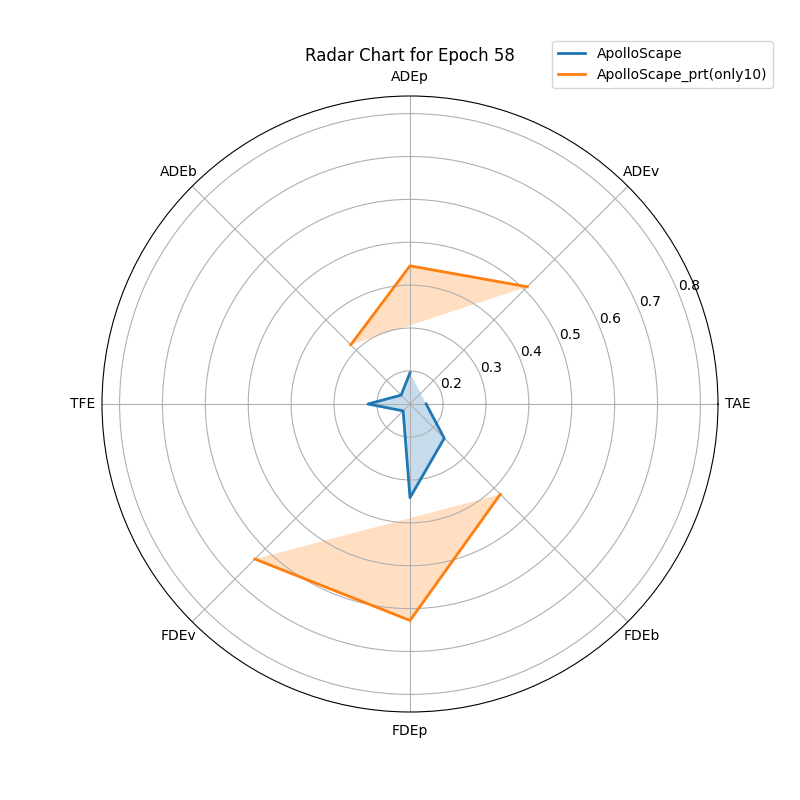 Radar Chart for Epoch 58
ApolloScape
ApolloScape_prt(only10)
ADEp
ADEb
ADEv
0.8
0.7
0.6
0.5
0.4
0.3
0.2
TFE
TAE
FDEv
FDEb
FDEp